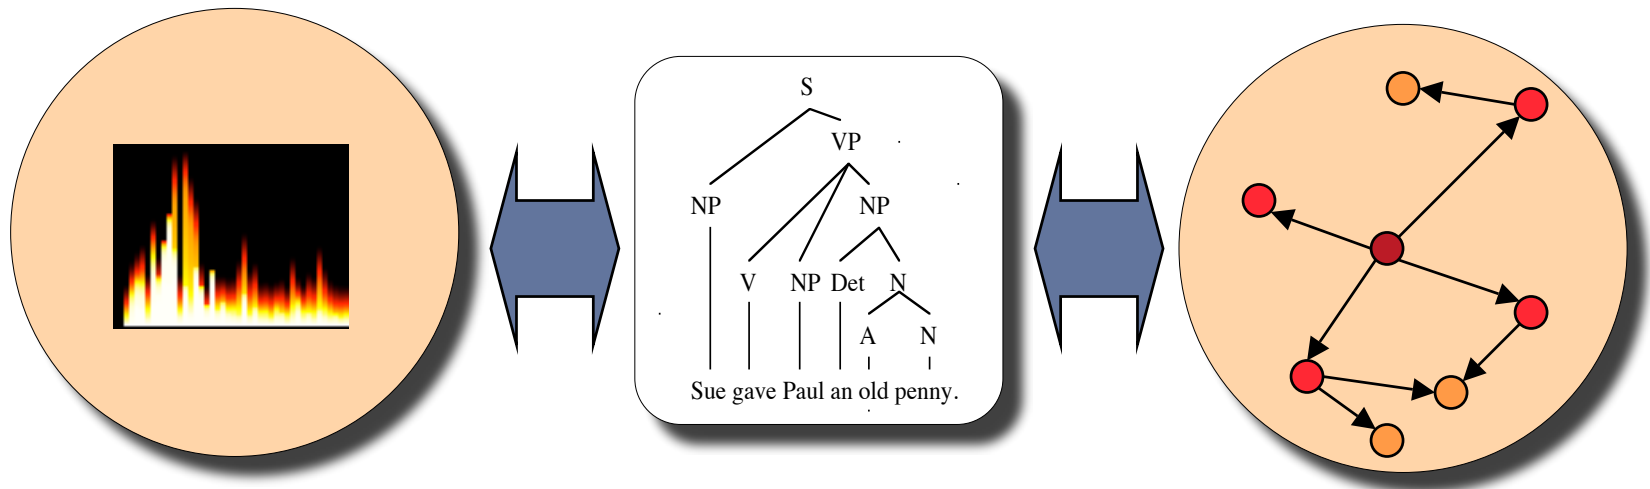 S
VP
NP NP
V NP Det N
A N
Sue gave Paul an old penny.